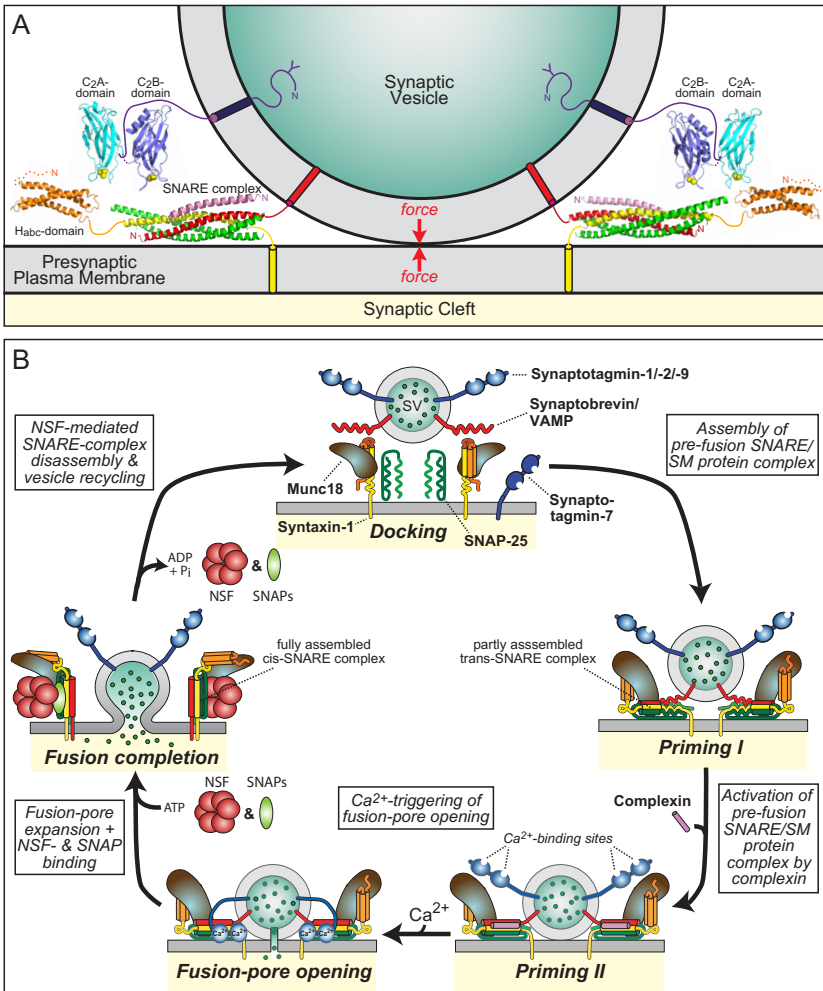 A
C2A-
domain
C2B-
domain
N
Synaptic
Vesicle
N
C2B-
domain
C2A-
domain
N
SNARE complex
N
Habc-domain
N
force
N
N
N
Presynaptic
Plasma Membrane
force
Synaptic Cleft
B
NSF-mediated
SNARE-complex
disassembly &
vesicle recycling
SV
Synaptotagmin-1/-2/-9
Synaptobrevin/
VAMP
Assembly of
pre-fusion SNARE/
SM protein complex
Munc18
Syntaxin-1
Docking
SNAP-25
Synapto-
tagmin-7
ADP
+ Pi
&
NSF
SNAPs
fully assembled
cis-SNARE complex
partly asssembled
trans-SNARE complex
Fusion completion
Priming I
Fusion-pore
expansion +
NSF- & SNAP
binding
ATP
NSF
SNAPs
&
Ca2+-triggering of
fusion-pore opening
Complexin
Activation of
pre-fusion
SNARE/SM
protein
complex by
complexin
Ca2+-binding sites
Ca2+
Ca2+
Ca2+
Ca2+
Ca2+
Fusion-pore opening
Priming II